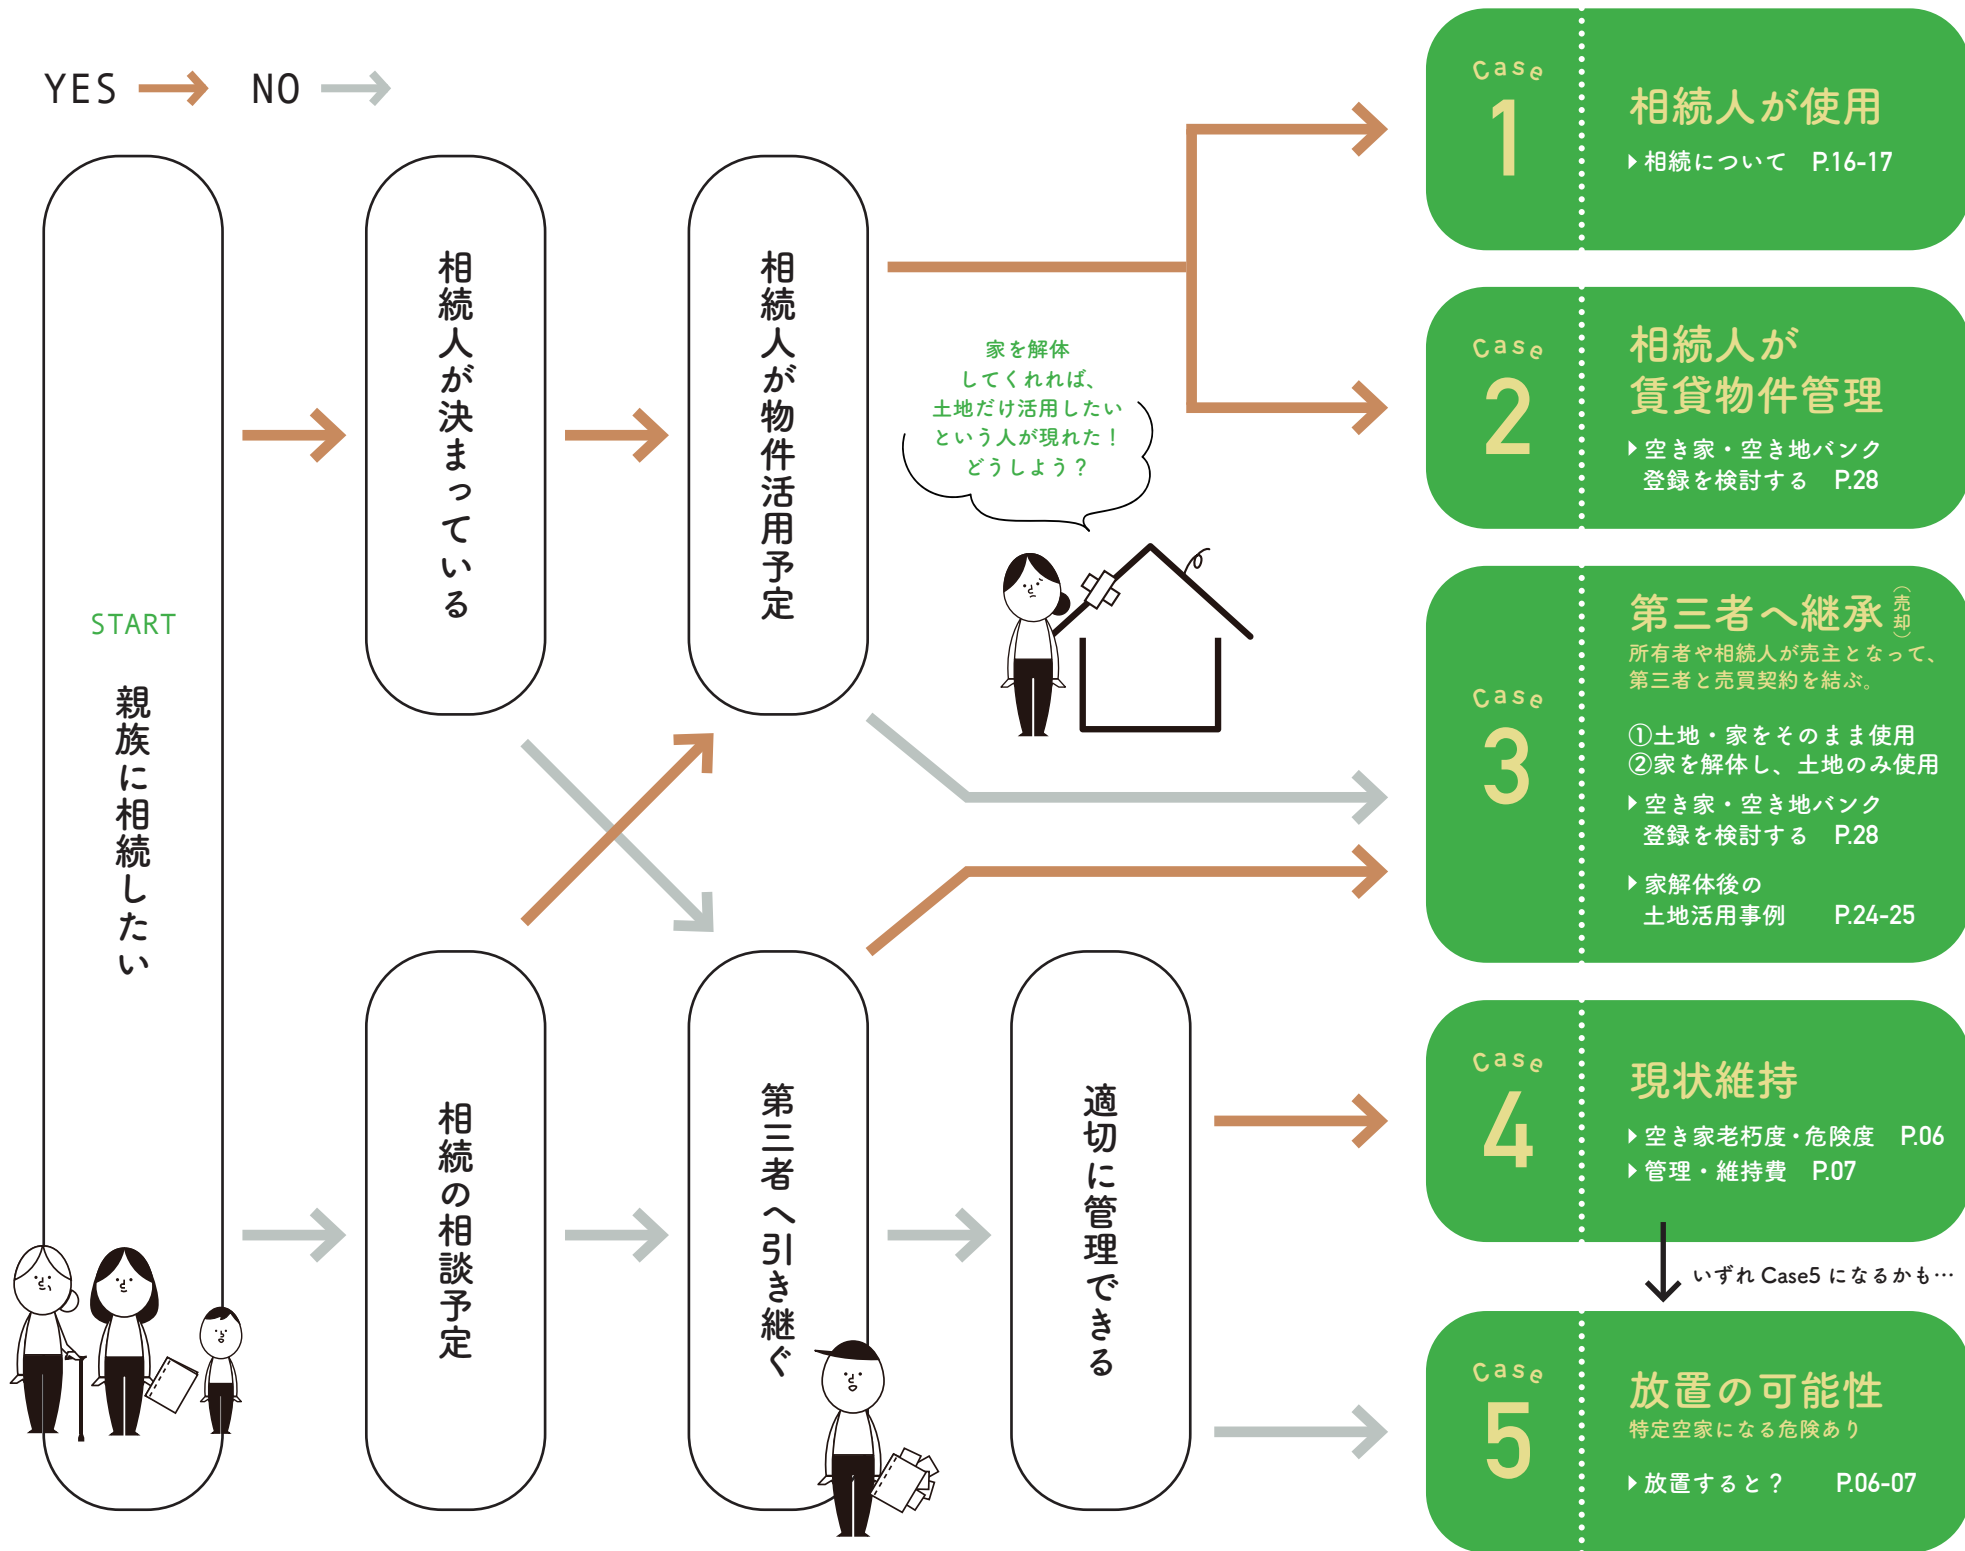 YES
NO
START
親族に相続したい
相続人が決まっている
相続人が物件活用予定
相続の相談予定
第三者へ引き継ぐ
適切に管理できる
家を解体
してくれれば、
土地だけ活用したい
という人が現れた！
どうしよう？
Case
1
相続人が使用
相続について P.16-17
Case
2
相続人が
賃貸物件管理
空き家・空き地バンク
登録を検討する P.28
Case
3
第三者へ継承（売却）
所有者や相続人が売主となって、
第三者と売買契約を結ぶ。
①土地・家をそのまま使用
②家を解体し、土地のみ使用
空き家・空き地バンク
登録を検討する P.28
家解体後の
土地活用事例 P.24-25
Case
4
現状維持
空き家老朽度・危険度 P.06
管理・維持費 P.07
いずれ Case5 になるかも…
Case
5
放置の可能性
特定空家になる危険あり
放置すると？ P.06-07